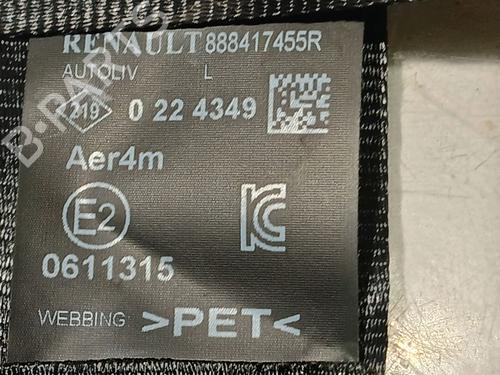 RENAULT 888417455R
AUTOLIV L
219 0 22 4349
Aer4m
E2
0611315
WEBBING >PET<
B-PARTS